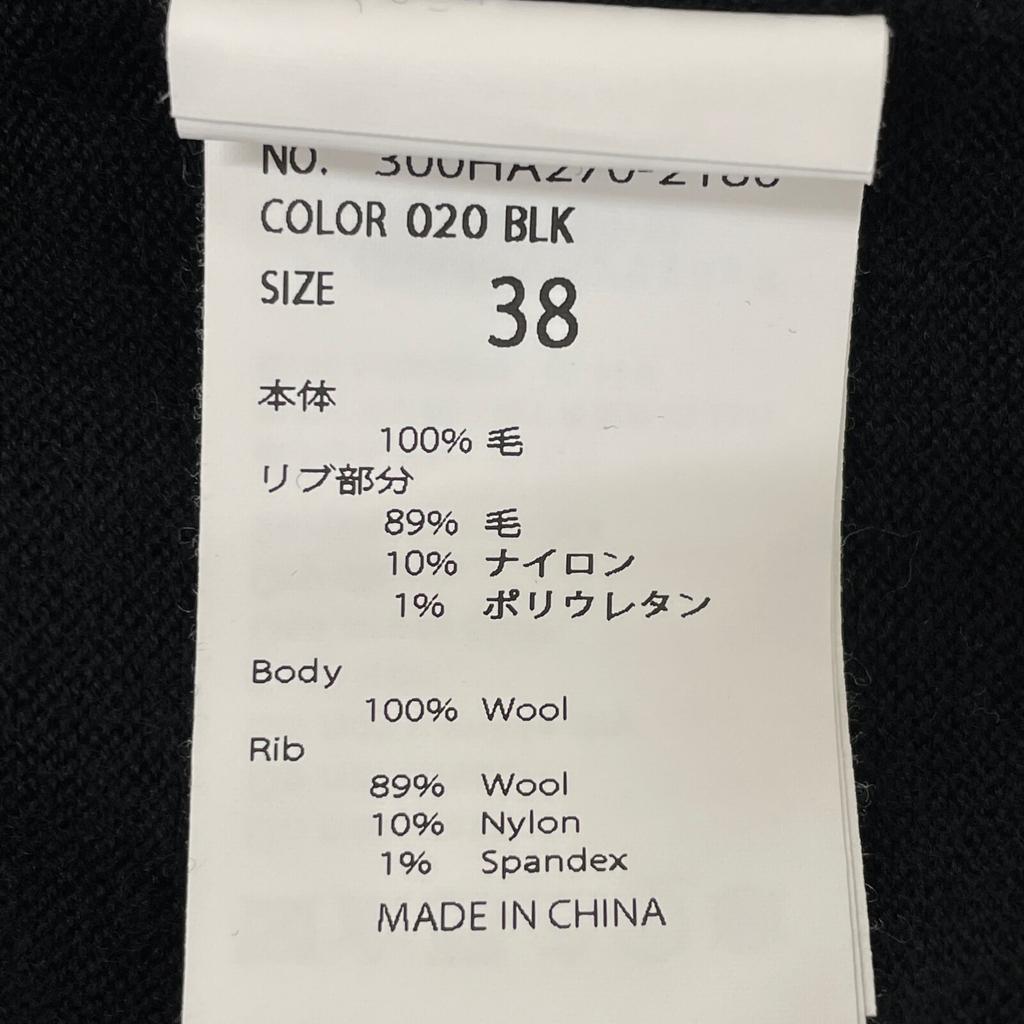 NO.
COLOR 020 BLK
SIZE 38
本体
100% 毛
リブ部分
89% 毛
10% ナイロン
1% ポリウレタン
Body
100% Wool
Rib
89% Wool
10% Nylon
1% Spandex
MADE IN CHINA